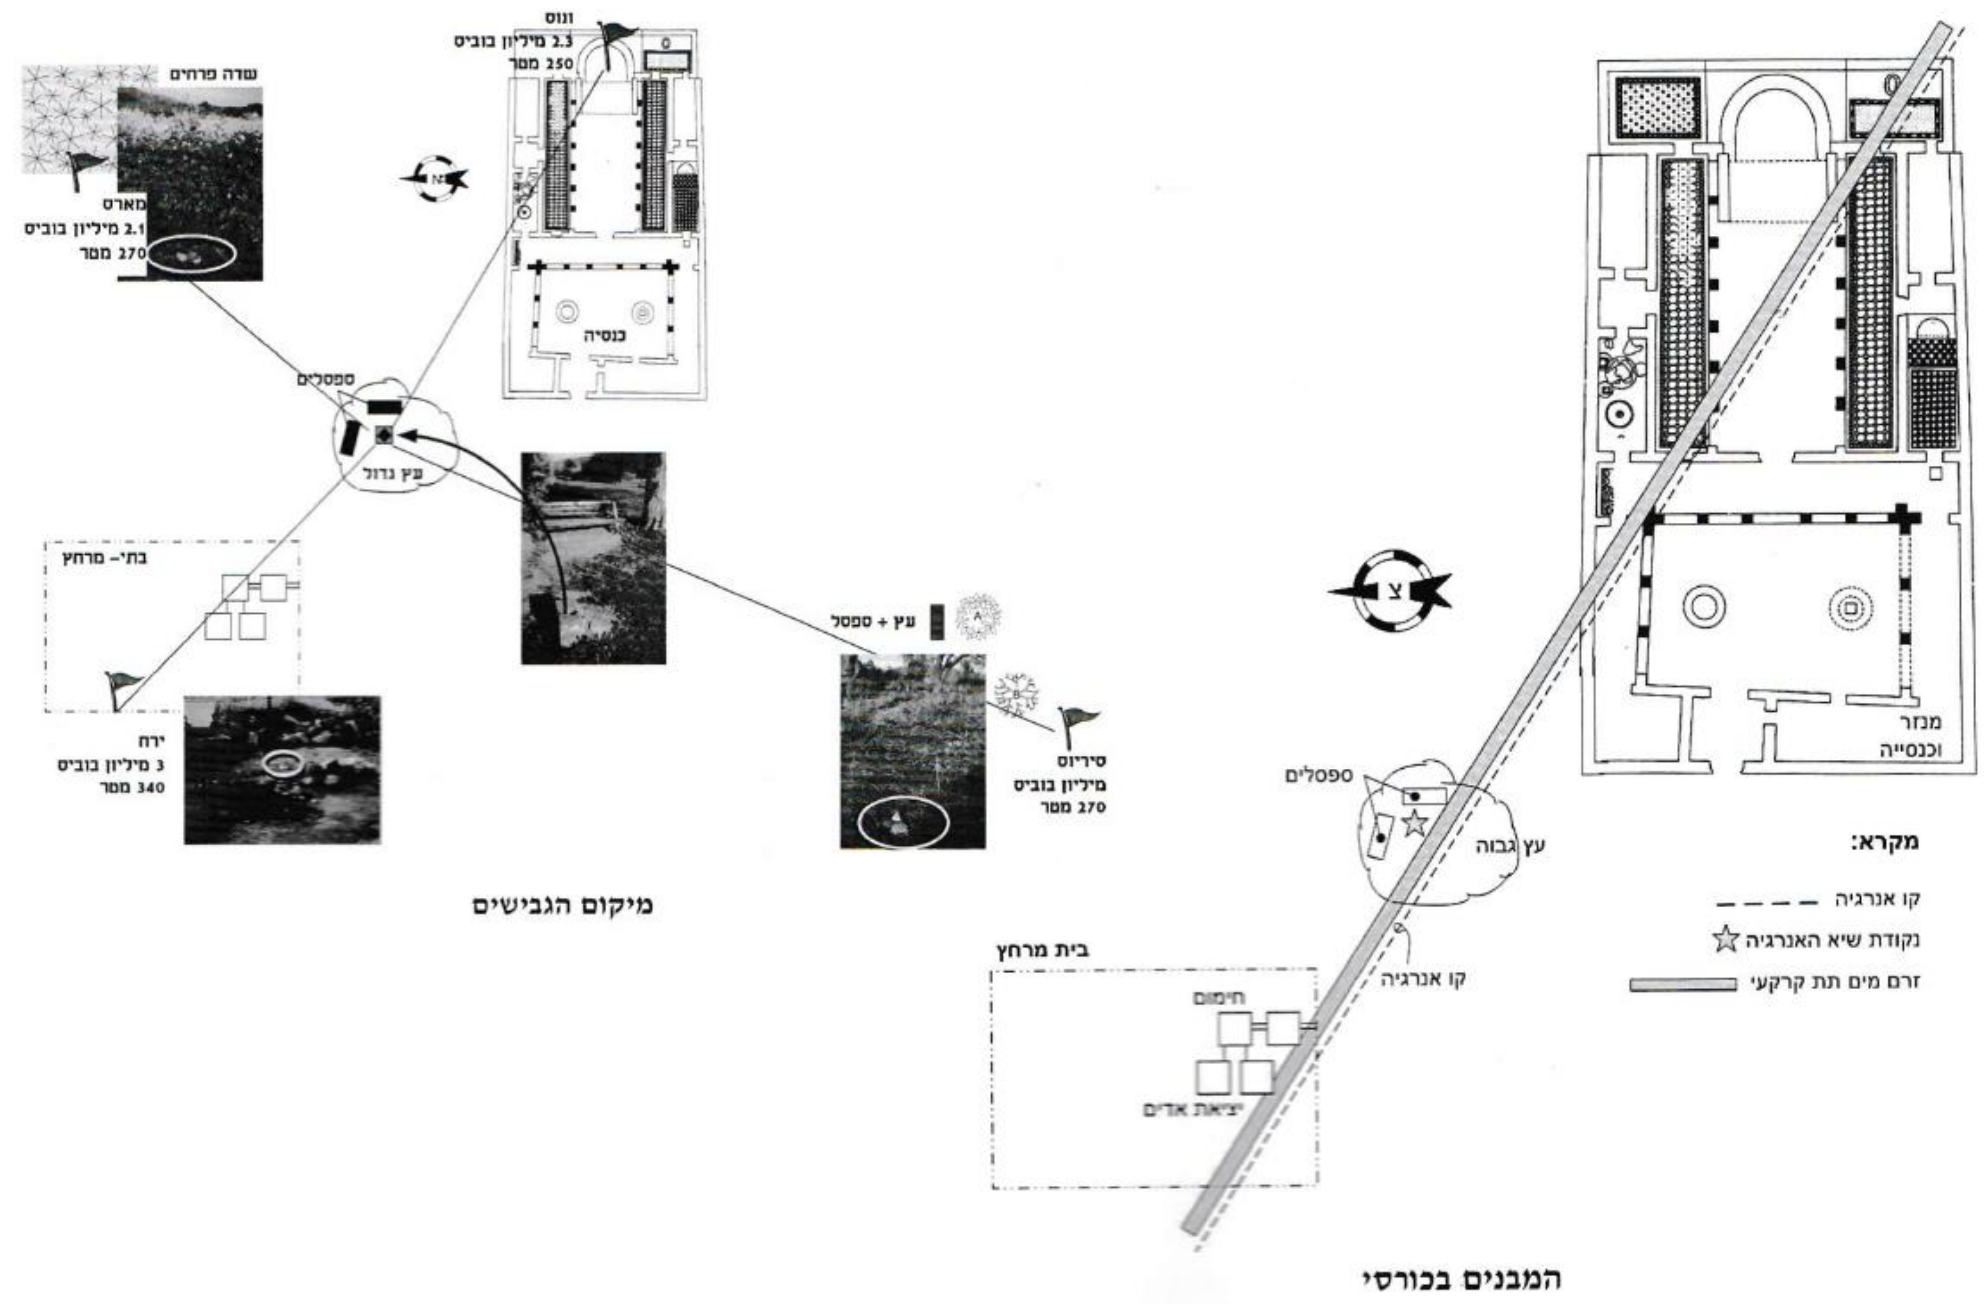 ונוס
2.3 מיליון בוביס
250 מטר
שדה פרחים
מארס
2.1 מיליון בוביס
270 מטר
כנסיה
ספסלים
עץ גדול
בתי- מרחץ
ירח
3 מיליון בוביס
340 מטר
עץ + ספסל
A
B
סיריוס
מיליון בוביס
270 מטר
מיקום הגבישים
צ
מנזר
וכנסייה
ספסלים
עץ גבוה
קו אנרגיה
בית מרחץ
חימום
יציאת אדים
מקרא:
קו אנרגיה
נקודת שיא האנרגיה
זרם מים תת קרקעי
המבנים בכורסי